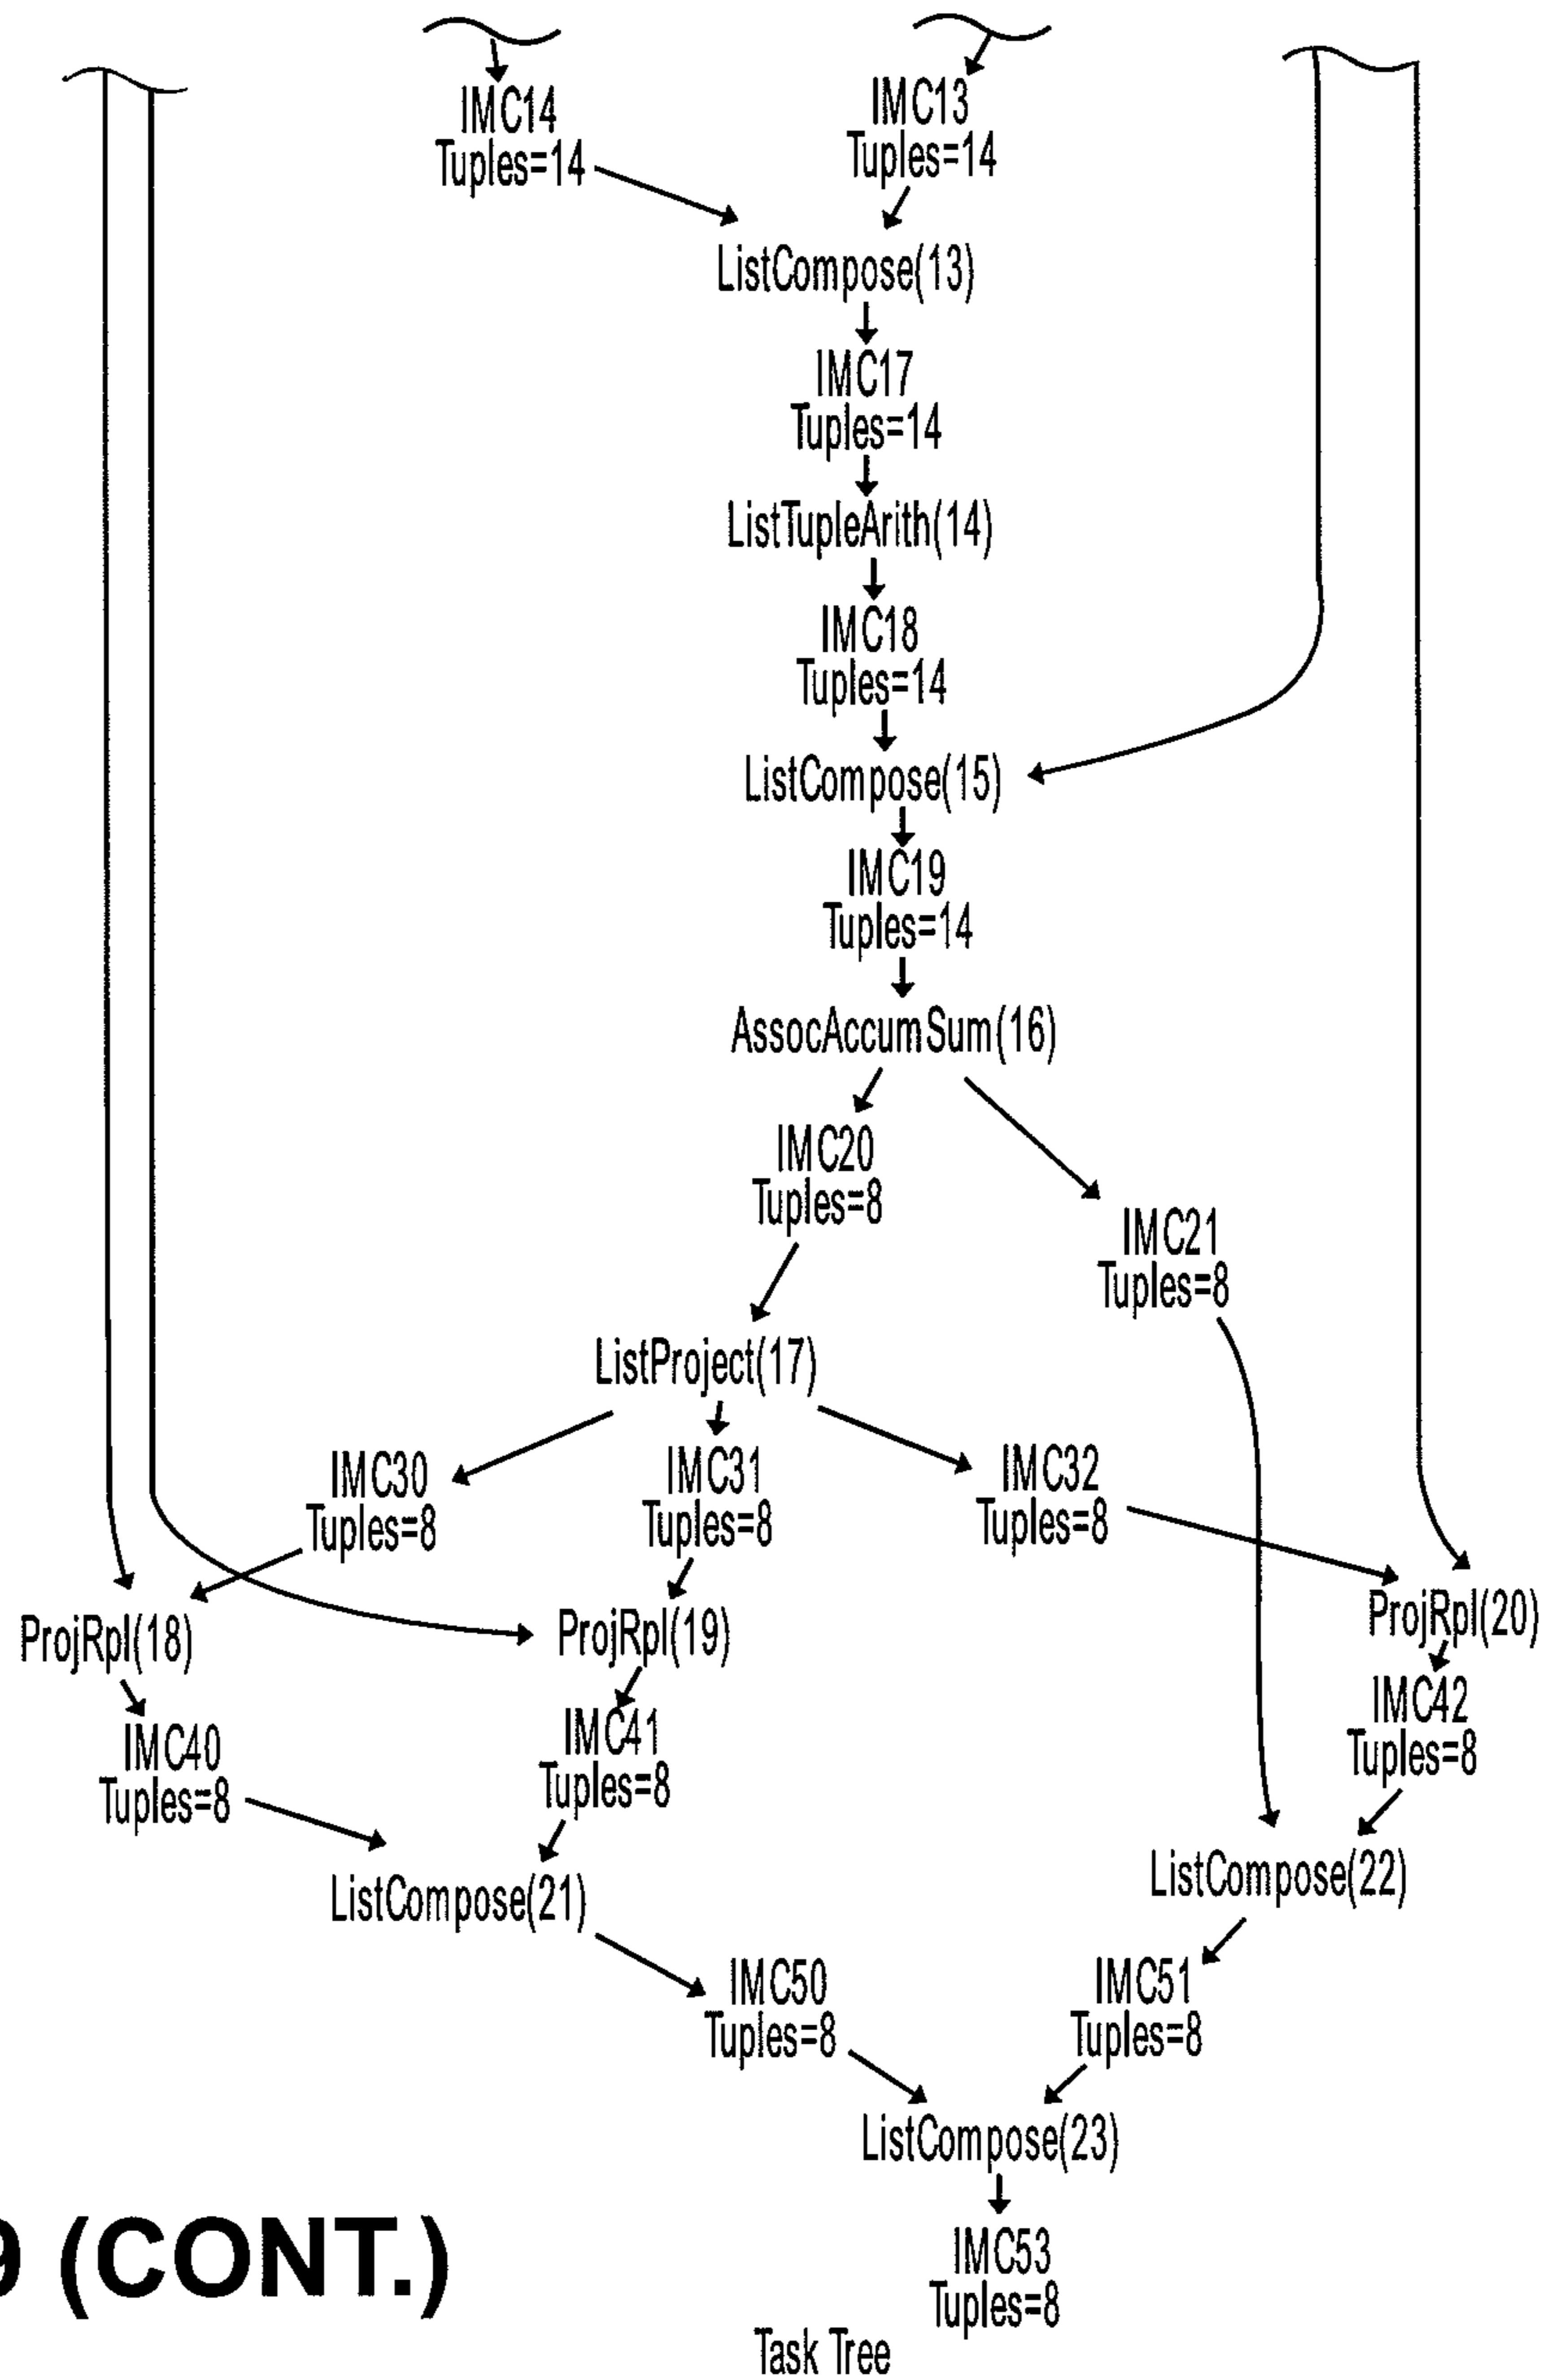 IMC14
Tuples=14
IMC13
Tuples=14
ListCompose(13)
IMC17
Tuples=14
ListTupleArith(14)
IMC18
Tuples=14
ListCompose(15)
IMC19
Tuples=14
AssocAccumSum(16)
IMC20
Tuples=8
IMC21
Tuples=8
ListProject(17)
IMC30
Tuples=8
IMC31
Tuples=8
IMC32
Tuples=8
ProjRpl(18)
ProjRpl(19)
ProjRpl(20)
IMC40
Tuples=8
IMC41
Tuples=8
IMC42
Tuples=8
ListCompose(21)
ListCompose(22)
IMC50
Tuples=8
IMC51
Tuples=8
ListCompose(23)
IMC53
Tuples=8
9 (CONT.)
Task Tree